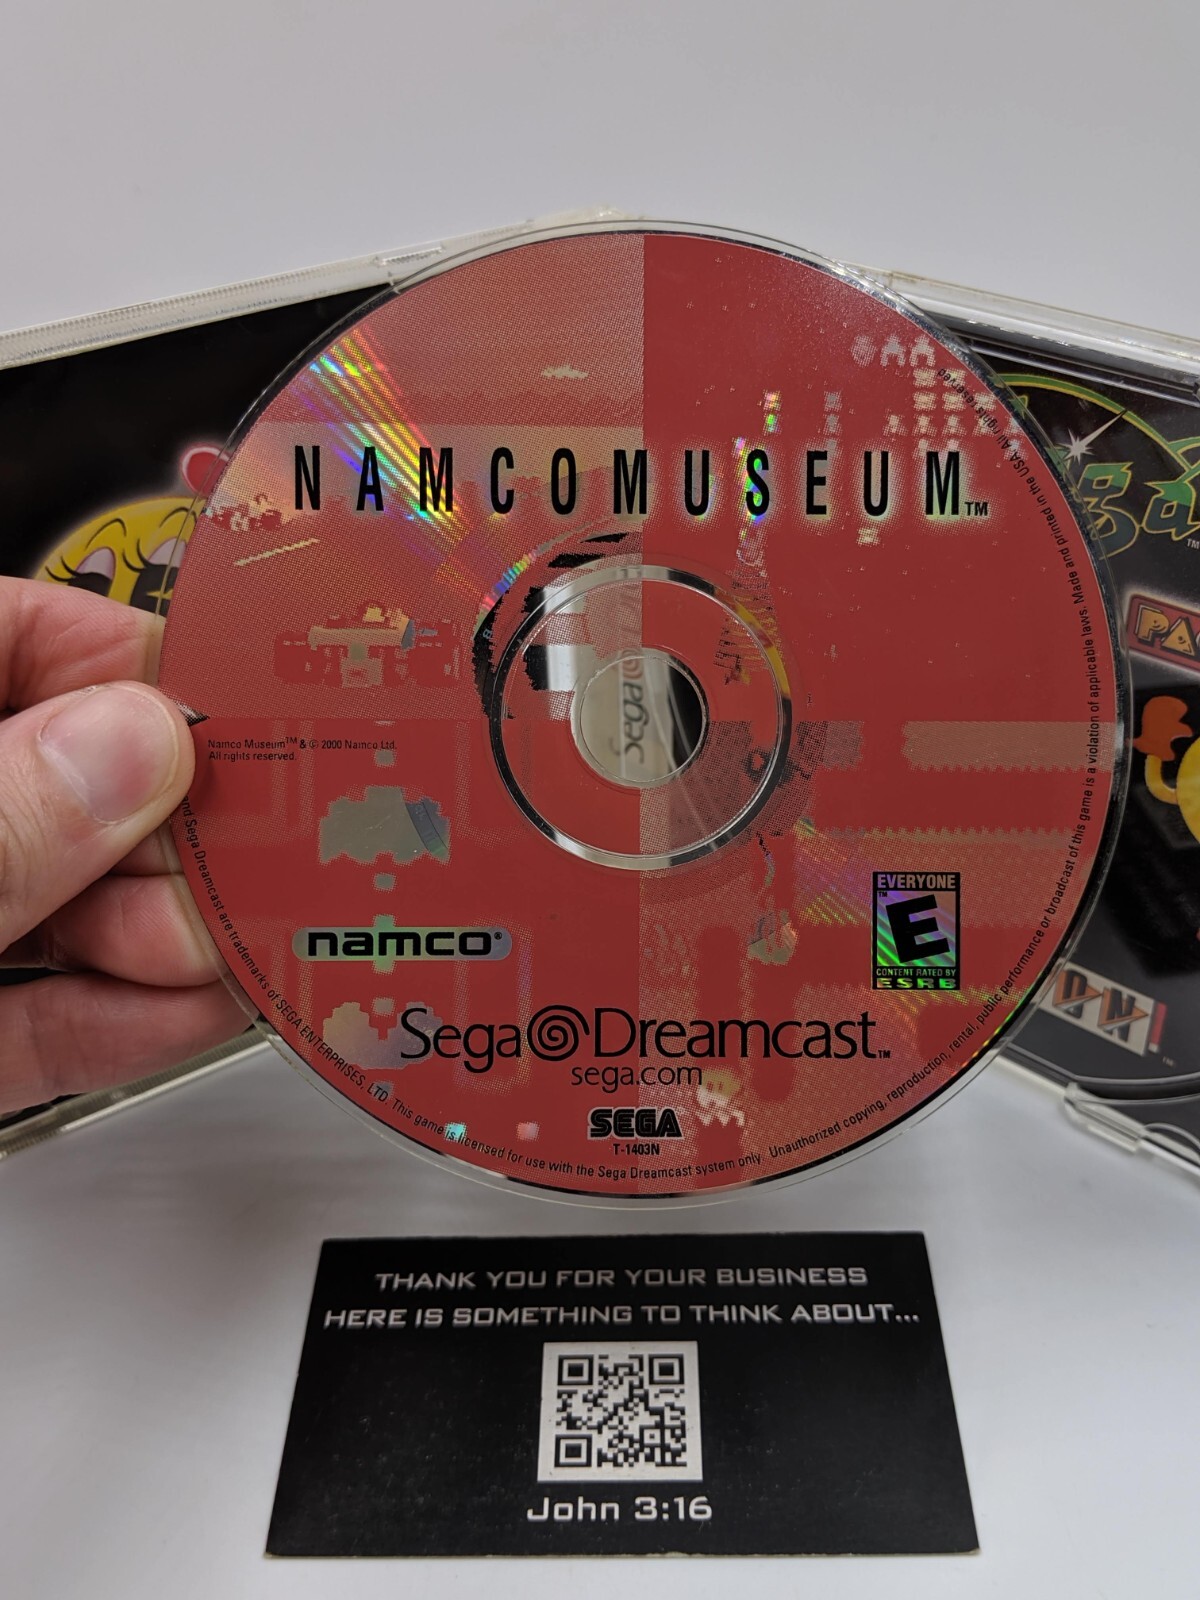 NAMCOMUSEUM™
Namco Museum™ & © 2000 Namco Ltd.
All rights reserved.
namco®
EVERYONE
™
E
CONTENT RATED BY
ESRB
Sega Dreamcast™
sega.com
SEGA
T-1403N
and Sega Dreamcast are trademarks of SEGA ENTERPRISES, LTD. This game is licensed for use with the Sega Dreamcast system only. Unauthorized copying, reproduction, rental, public performance or broadcast of this game is a violation of applicable laws. Made and printed in the USA. All rights reserved
Sega
PA
THANK YOU FOR YOUR BUSINESS
HERE IS SOMETHING TO THINK ABOUT...
John 3:16